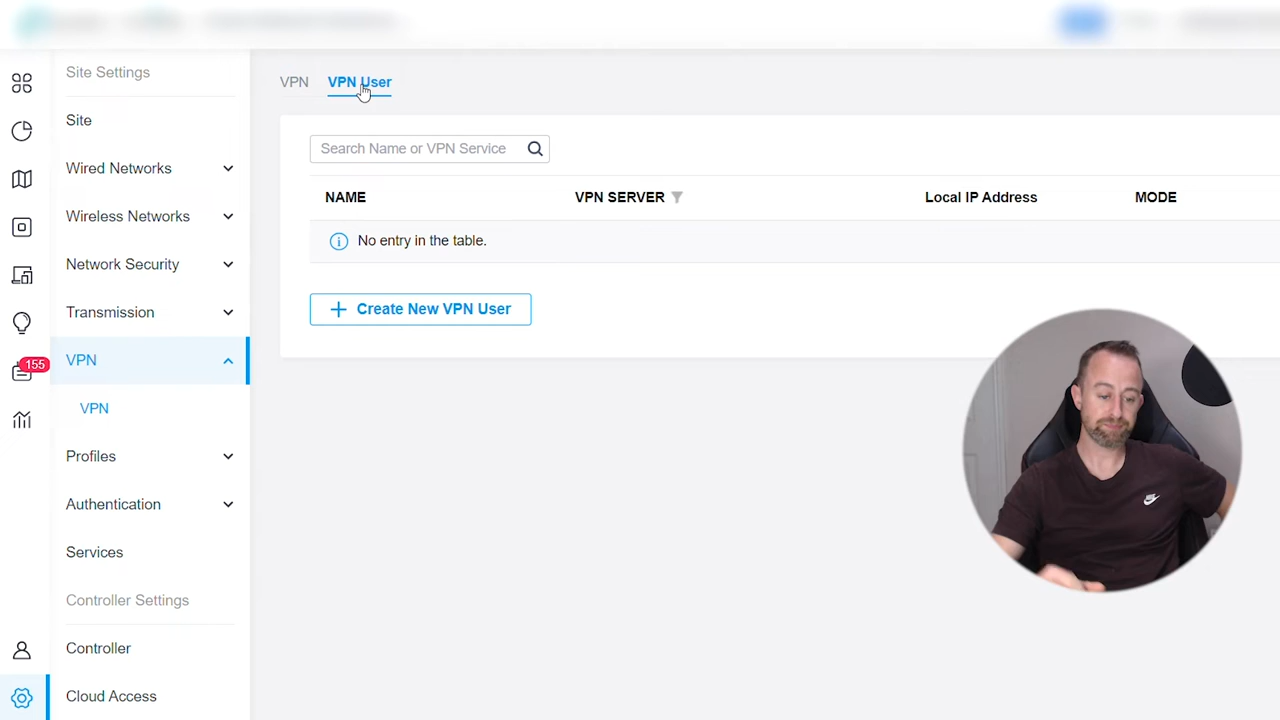 Site Settings
Site
Wired Networks
Wireless Networks
Network Security
Transmission
VPN
VPN
Profiles
Authentication
Services
Controller Settings
Controller
Cloud Access
155
VPN VPN User
Search Name or VPN Service
NAME VPN SERVER Local IP Address MODE
No entry in the table.
Create New VPN User